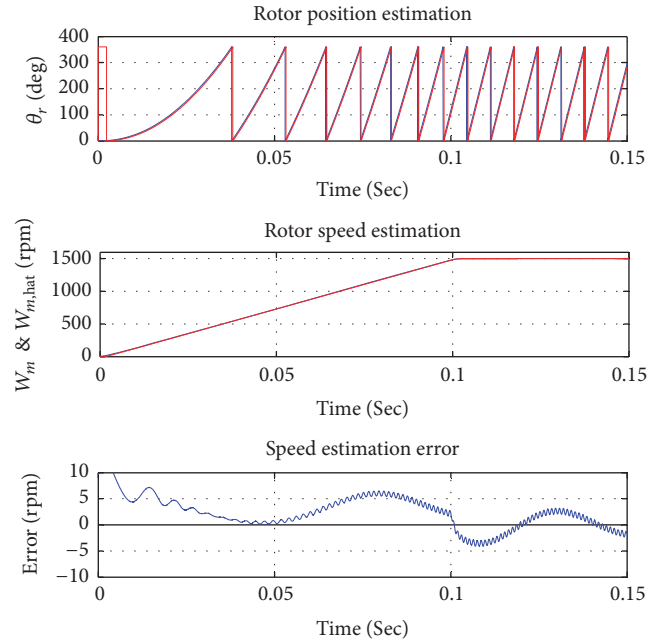 Rotor position estimation
θr (deg)
400
300
200
100
0
0
0.05
0.1
0.15
Time (Sec)
Rotor speed estimation
Wm & Wm,hat (rpm)
1500
1000
500
0
0
0.05
0.1
0.15
Time (Sec)
Speed estimation error
Error (rpm)
10
5
0
−5
−10
0
0.05
0.1
0.15
Time (Sec)